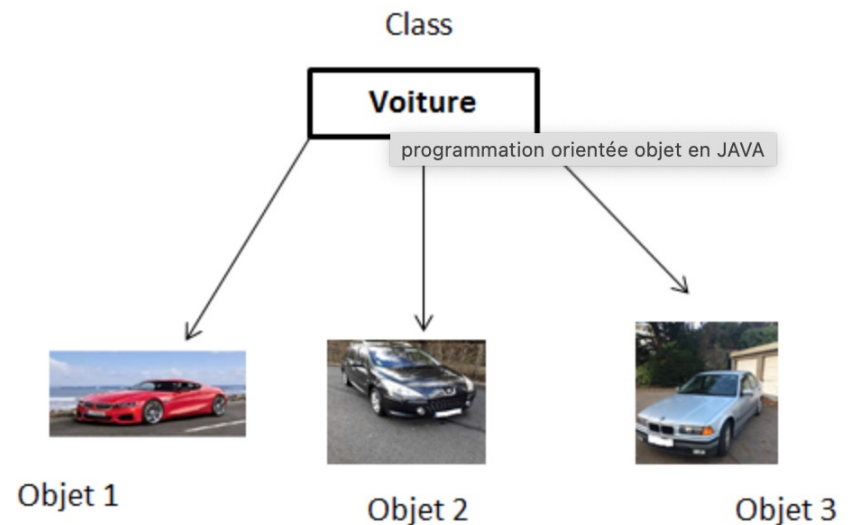 Class
Voiture
programmation orientée objet en JAVA
Objet 1
Objet 2
Objet 3